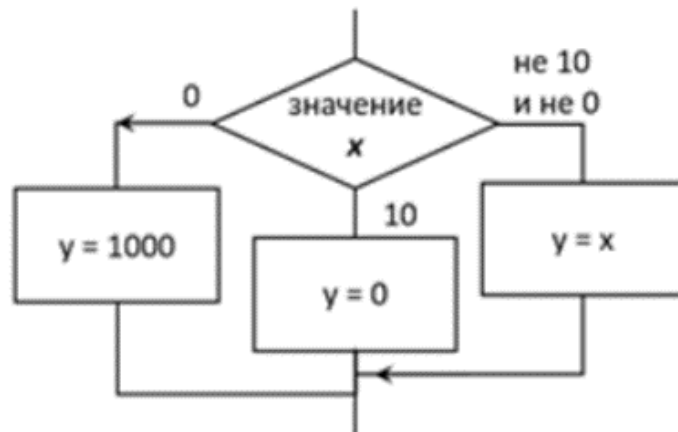 0
значение
x
не 10
и не 0
y = 1000
10
y = 0
y = x